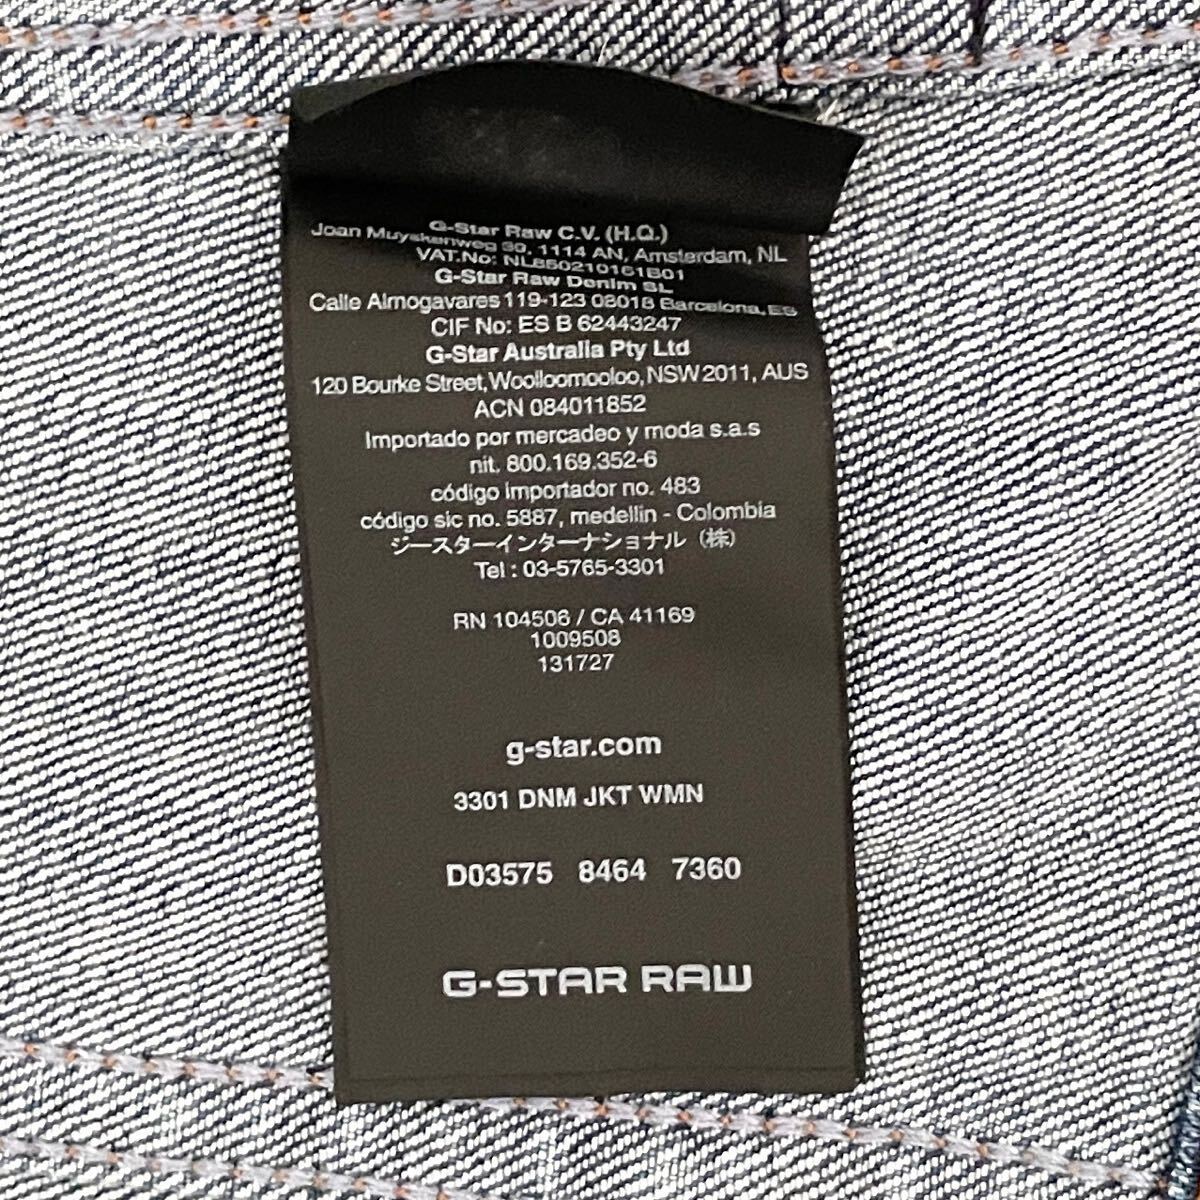 G-Star Raw C.V. (H.Q.)
Joan Muyskenweg 39, 1114 AN, Amsterdam, NL
VAT.No: NL860210161B01
G-Star Raw Denim SL
Calle Almogavares 119-123 08018 Barcelona, ES
CIF No: ES B 62443247
G-Star Australia Pty Ltd
120 Bourke Street, Woolloomooloo, NSW 2011, AUS
ACN 084011852
Importado por mercadeo y moda s.a.s
nit. 800.169.352-6
código importador no. 483
código sic no. 5887, medellin - Colombia
ジースターインターナショナル (株)
Tel : 03-5765-3301
RN 104506 / CA 41169
1009508
131727
g-star.com
3301 DNM JKT WMN
D03575 8464 7360
G-STAR RAW